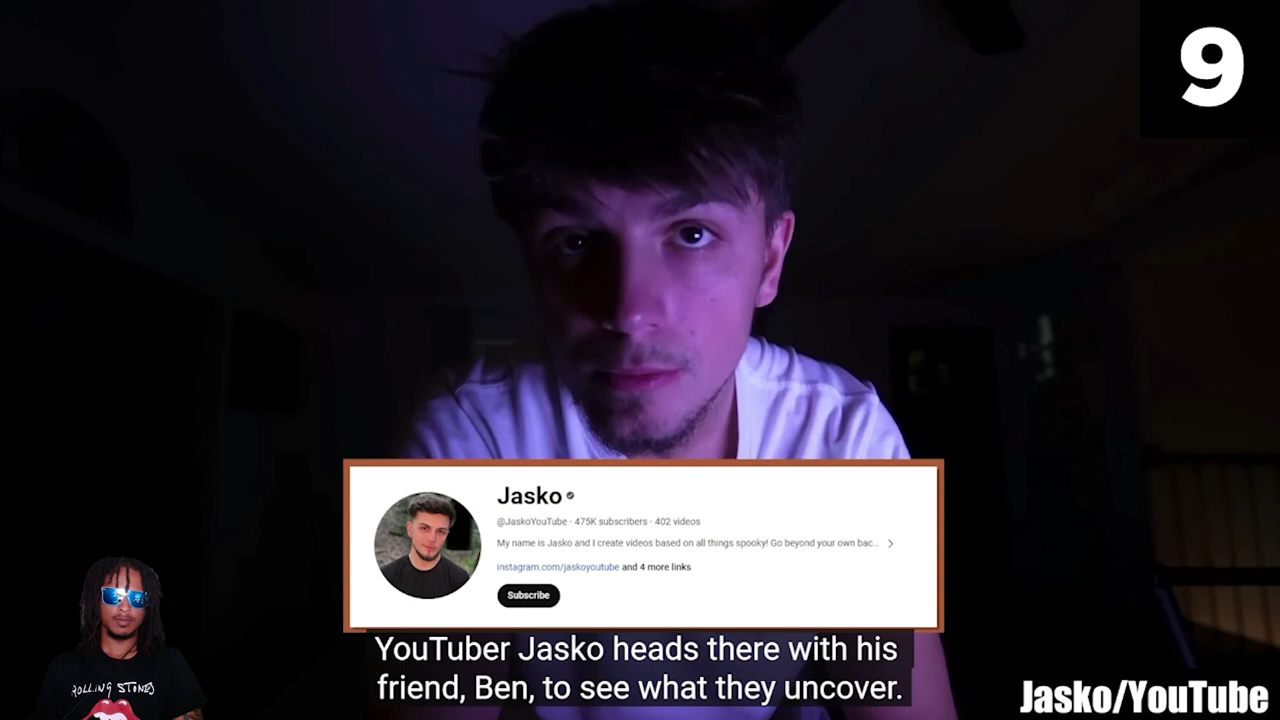 9
Jasko
@JaskoYouTube · 475K subscribers · 402 videos
My name is Jasko and I create videos based on all things spooky! Go beyond your own bac...
instagram.com/jaskoyoutube and 4 more links
Subscribe
ROLLING STONES
YouTuber Jasko heads there with his
friend, Ben, to see what they uncover.
Jasko/YouTube